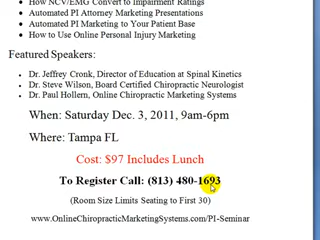 How NCV/EMG Convert to Impairment Ratings
• Automated PI Attorney Marketing Presentations
• Automated PI Marketing to Your Patient Base
• How to Use Online Personal Injury Marketing
Featured Speakers:
• Dr. Jeffrey Cronk, Director of Education at Spinal Kinetics
• Dr. Steve Wilson, Board Certified Chiropractic Neurologist
• Dr. Paul Hollern, Online Chiropractic Marketing Systems
When: Saturday Dec. 3, 2011, 9am-6pm
Where: Tampa FL
Cost: $97 Includes Lunch
To Register Call: (813) 480-1693
(Room Size Limits Seating to First 30)
www.OnlineChiropracticMarketingSystems.com/PI-Seminar